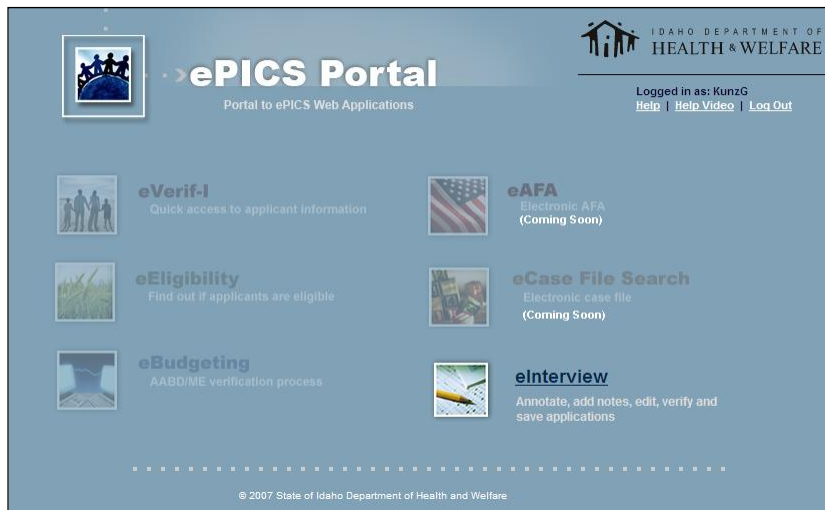 IDAHO DEPARTMENT OF
HEALTH & WELFARE
ePICS Portal
Portal to ePICS Web Applications
Logged in as: KunzG
Help | Help Video | Log Out
eVerif-I
Quick access to applicant information
eAFA
Electronic AFA
(Coming Soon)
eEligibility
Find out if applicants are eligible
eCase File Search
Electronic case file
(Coming Soon)
eBudgeting
AABD/ME verification process
eInterview
Annotate, add notes, edit, verify and
save applications
© 2007 State of Idaho Department of Health and Welfare